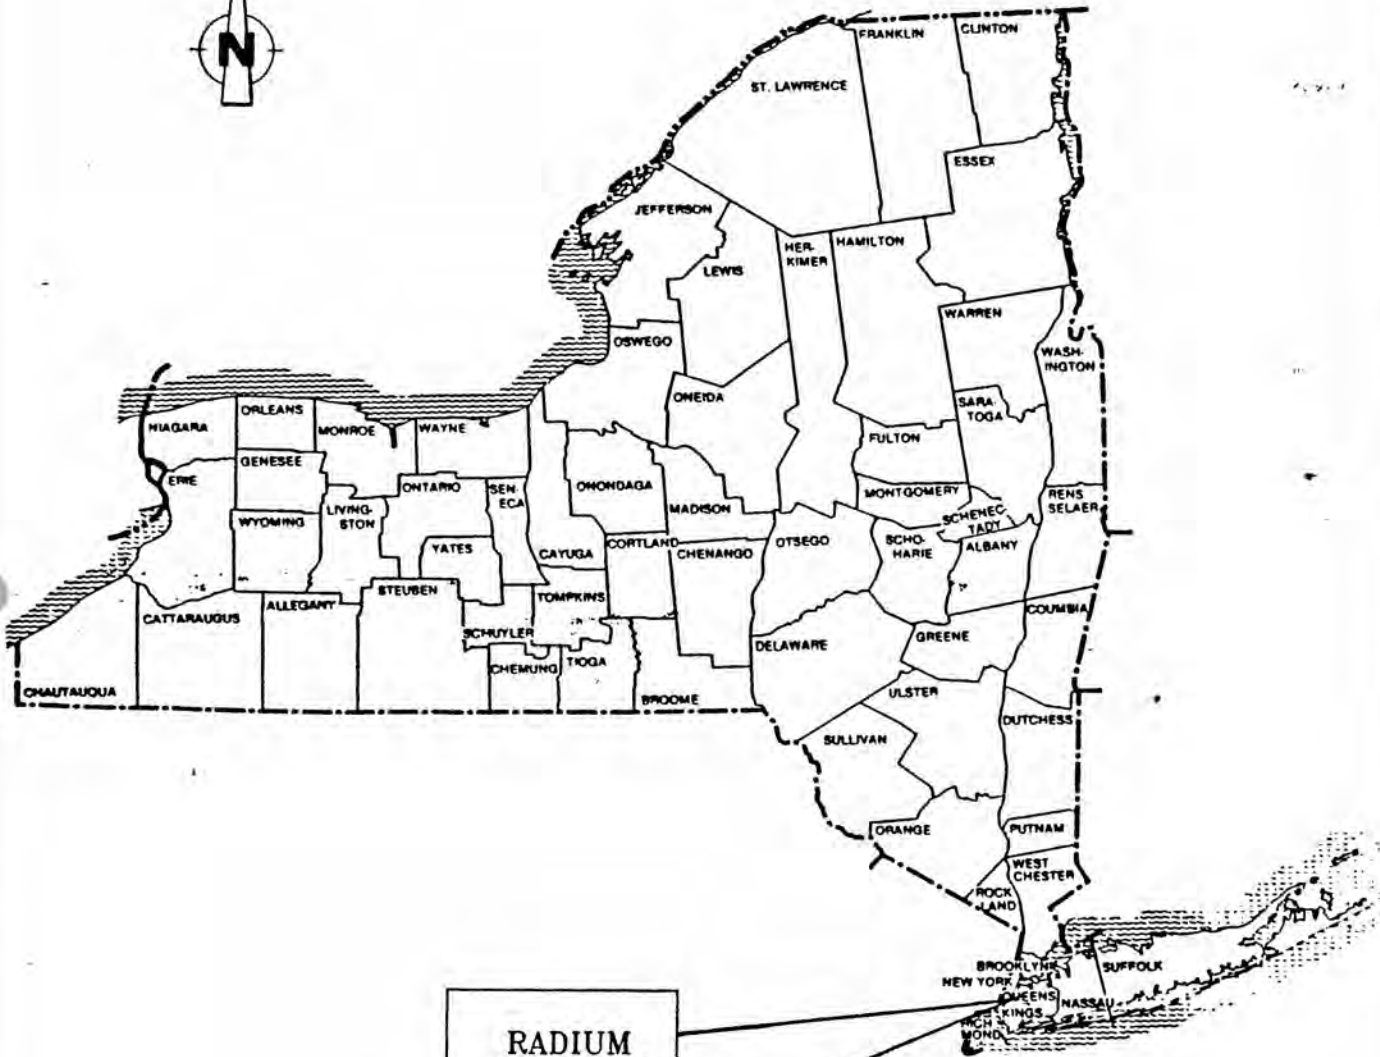 N
FRANKLIN
CLINTON
ST. LAWRENCE
ESSEX
JEFFERSON
LEWIS
HER-
KIMER
HAMILTON
WARREN
WASH-
INGTON
OSWEGO
ONEIDA
SARA-
TOGA
FULTON
NIAGARA
ORLEANS
MONROE
WAYNE
GENESEE
ERIE
ONTARIO
SEN-
ECA
ONONDAGA
MADISON
MONTGOMERY
RENS
SELAER
WYOMING
LIVING-
STON
SCHENEC-
TADY
YATES
CAYUGA
CORTLAND
CHENANGO
OTSEGO
SCHO-
HARIE
ALBANY
CATTARAUGUS
ALLEGANY
STEUBEN
TOMPKINS
COUMBIA
SCHUYLER
GREENE
DELAWARE
CHEMUNG
TIOGA
CHAUTAUQUA
BROOME
ULSTER
DUTCHESS
SULLIVAN
ORANGE
PUTNAM
WEST
CHESTER
ROCK
LAND
BROOKLYN
SUFFOLK
NEW YORK
QUEENS
NASSAU
KINGS
RICH
MOND
RADIUM